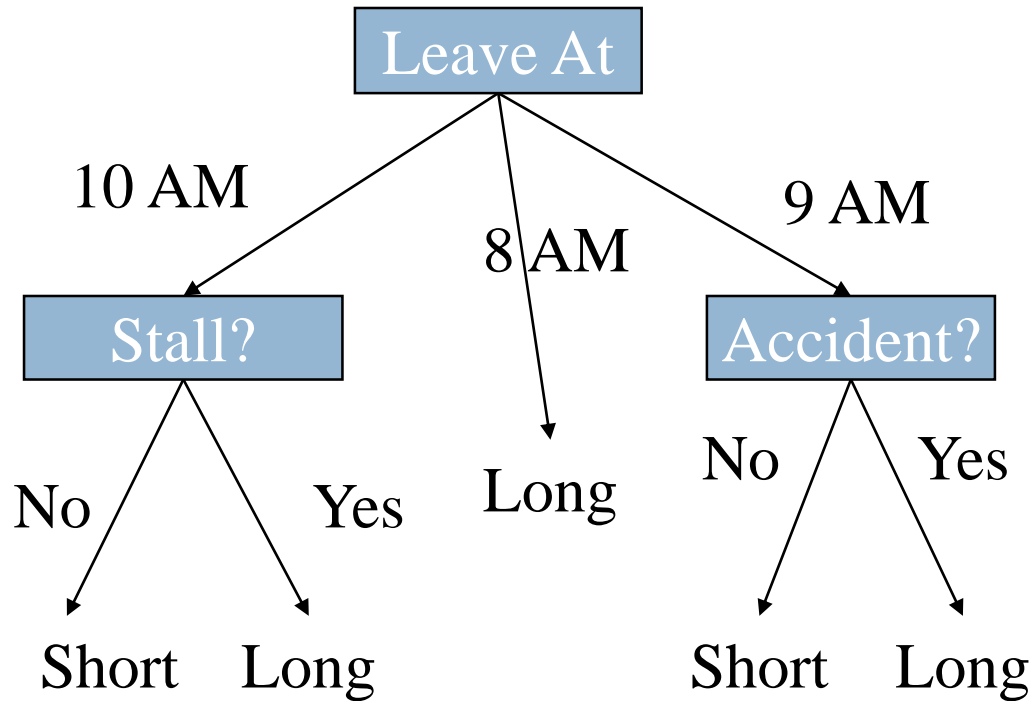 Leave At
10 AM
8 AM
9 AM
Stall?
Accident?
No
Yes
Long
No
Yes
Short
Long
Short
Long